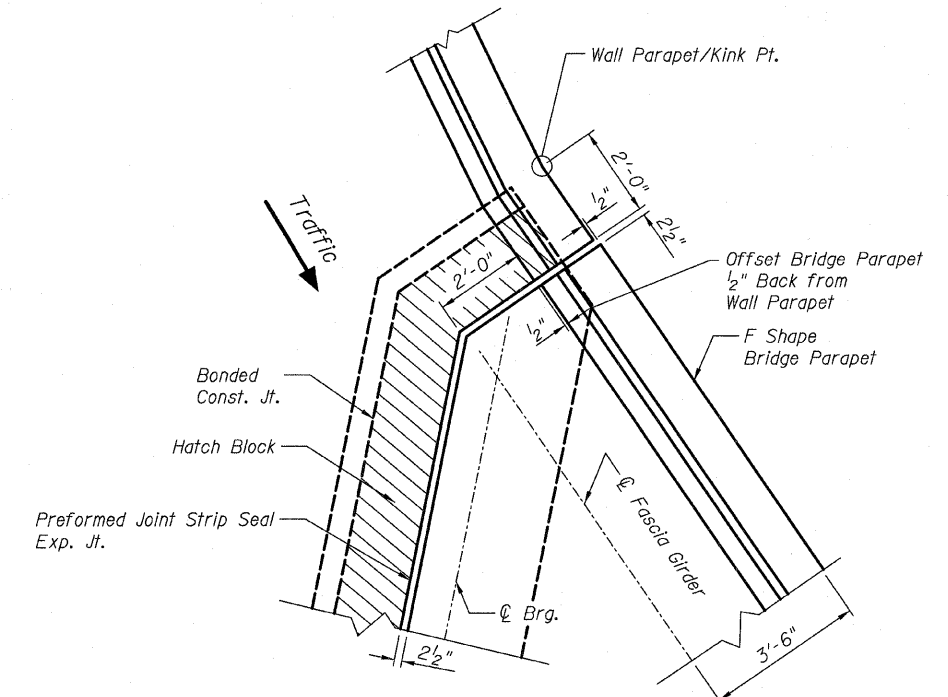 Wall Parapet/Kink Pt.
2'-0"
½"
2½"
Traffic
Offset Bridge Parapet
½" Back from
Wall Parapet
2'-0"
½"
F Shape
Bridge Parapet
Bonded
Const. Jt.
Hatch Block
Preformed Joint Strip Seal
Exp. Jt.
℄ Fascia Girder
℄ Brg.
2½"
3'-6"